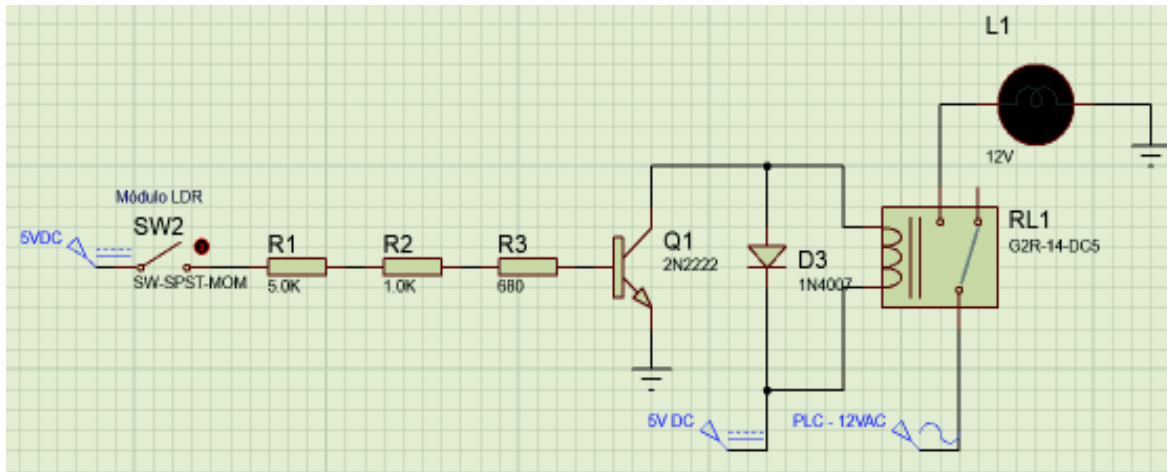 L1
12V
Módulo LDR
SW2
5VDC
SW-SPST-MOM
R1
5.0K
R2
1.0K
R3
680
Q1
2N2222
D3
1N4007
RL1
G2R-14-DC5
5V DC
PLC - 12VAC